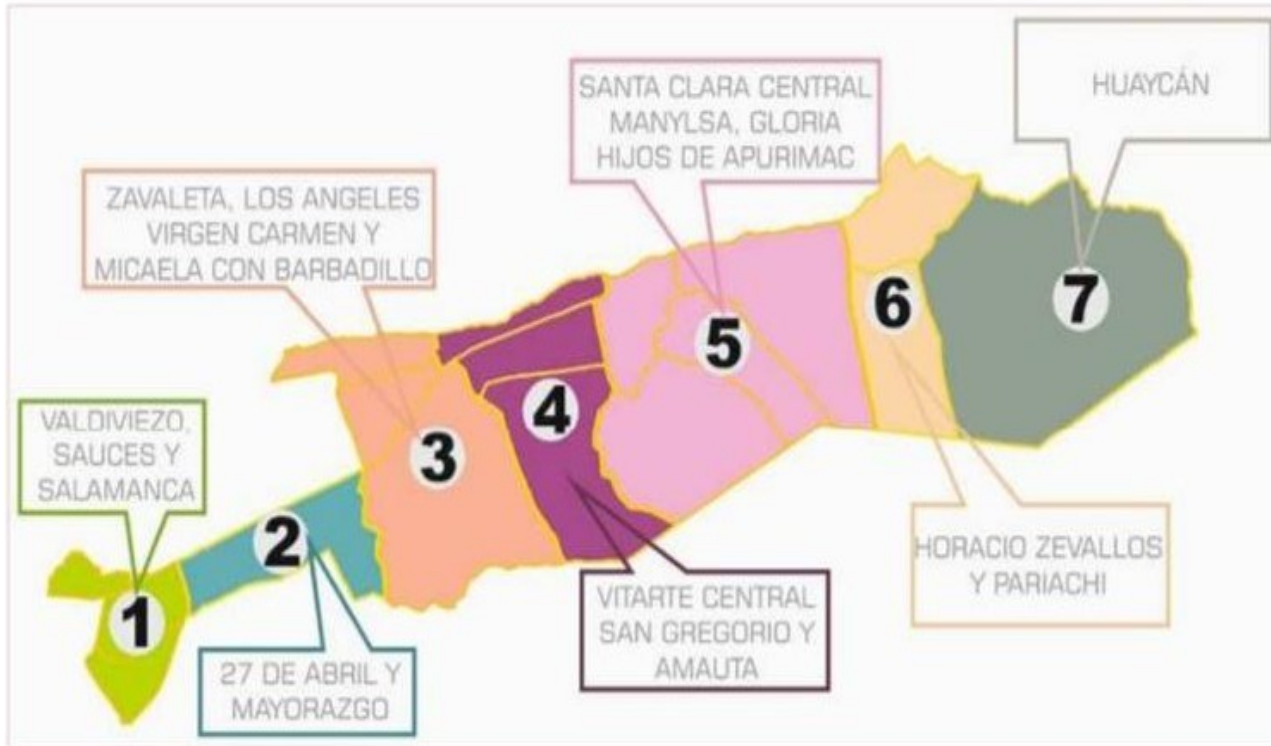 SANTA CLARA CENTRAL
MANYLSA, GLORIA
HIJOS DE APURIMAC
HUAYCÁN
ZAVALETA, LOS ANGELES
VIRGEN CARMEN Y
MICAELA CON BARBADILLO
VALDIVIEZO,
SAUCES Y
SALAMANCA
1
2
3
4
5
6
7
27 DE ABRIL Y
MAYORAZGO
VITARTE CENTRAL
SAN GREGORIO Y
AMAUTA
HORACIO ZEVALLOS
Y PARIACHI